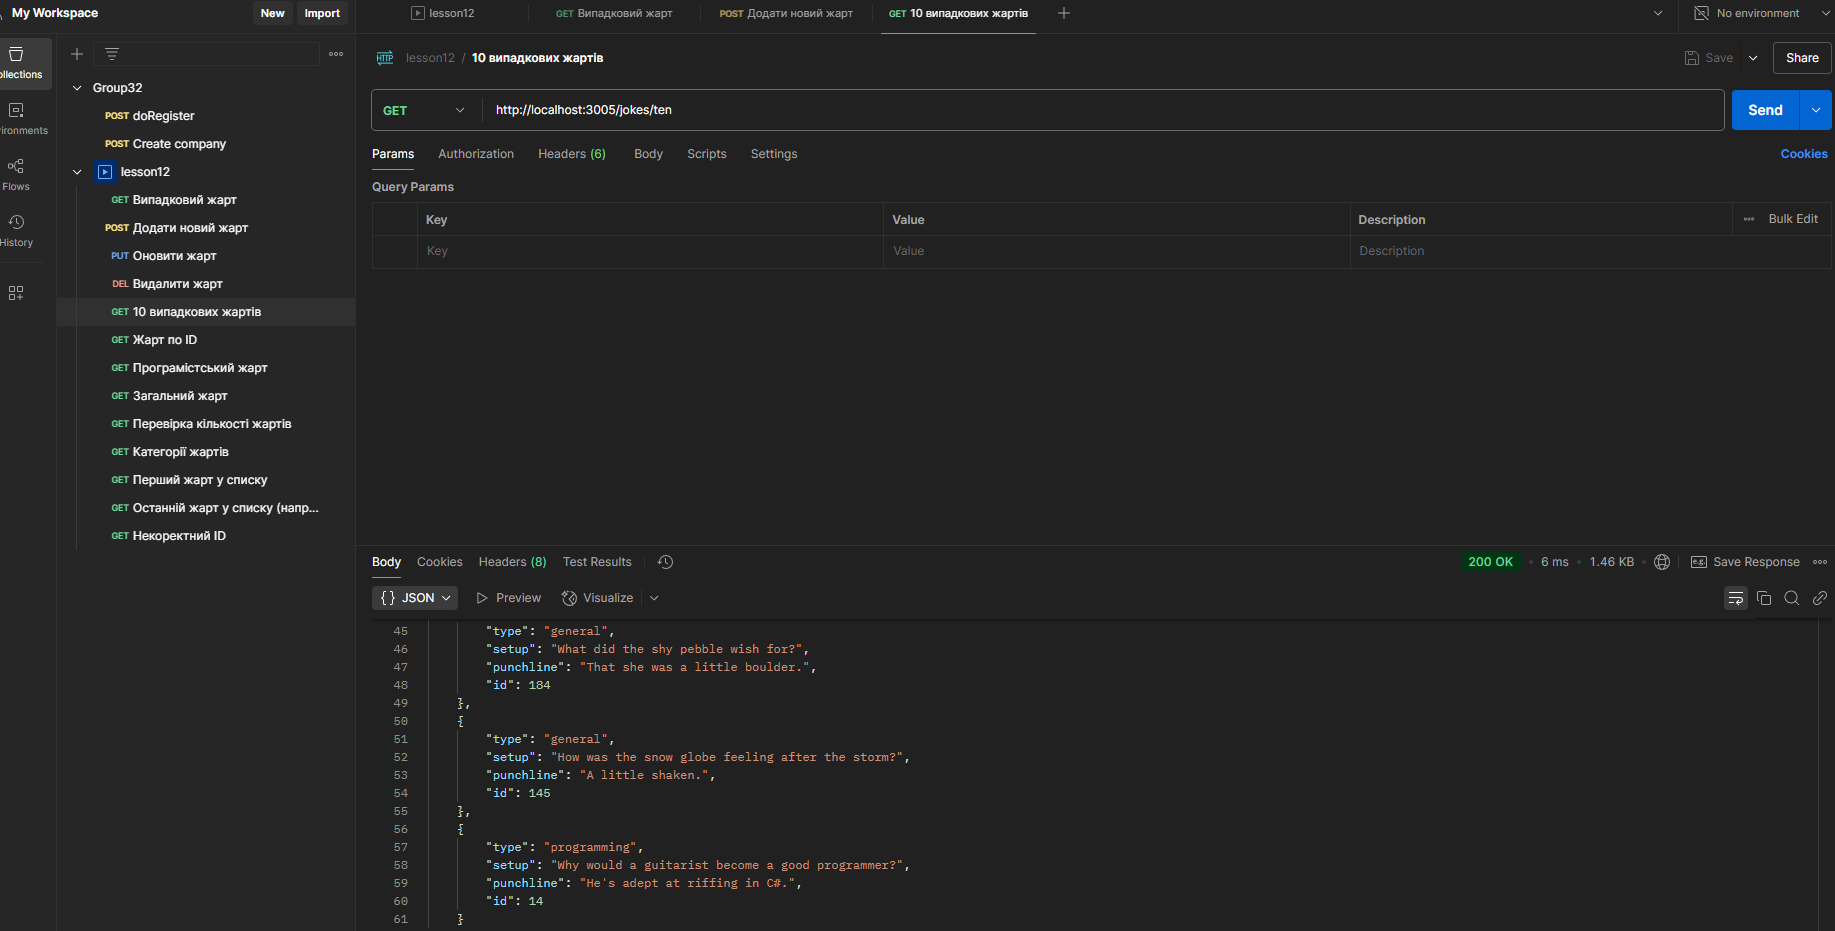 My Workspace
New
Import
lesson12
GET Випадковий жарт
POST Додати новий жарт
GET 10 випадкових жартів
No environment
ollections
ironments
Flows
History
Group32
POST doRegister
POST Create company
lesson12
GET Випадковий жарт
POST Додати новий жарт
PUT Оновити жарт
DEL Видалити жарт
GET 10 випадкових жартів
GET Жарт по ID
GET Програмістський жарт
GET Загальний жарт
GET Перевірка кількості жартів
GET Категорії жартів
GET Перший жарт у списку
GET Останній жарт у списку (напр...
GET Некоректний ID
HTTP lesson12 / 10 випадкових жартів
Save
Share
GET
http://localhost:3005/jokes/ten
Send
Params
Authorization
Headers (6)
Body
Scripts
Settings
Cookies
Query Params
Key
Value
Description
Bulk Edit
Key
Value
Description
Body
Cookies
Headers (8)
Test Results
200 OK
6 ms
1.46 KB
e.g. Save Response
{} JSON
Preview
Visualize
45 "type": "general",
46 "setup": "What did the shy pebble wish for?",
47 "punchline": "That she was a little boulder.",
48 "id": 184
49 },
50 {
51 "type": "general",
52 "setup": "How was the snow globe feeling after the storm?",
53 "punchline": "A little shaken.",
54 "id": 145
55 },
56 {
57 "type": "programming",
58 "setup": "Why would a guitarist become a good programmer?",
59 "punchline": "He's adept at riffing in C#.",
60 "id": 14
61 }